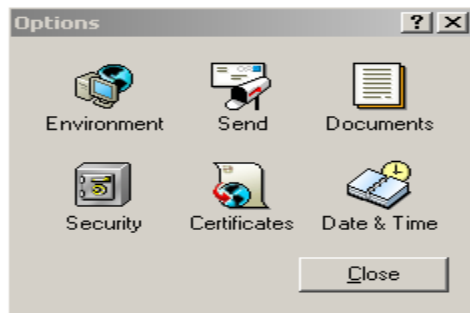 Options
Environment Send Documents
Security Certificates Date & Time
Close